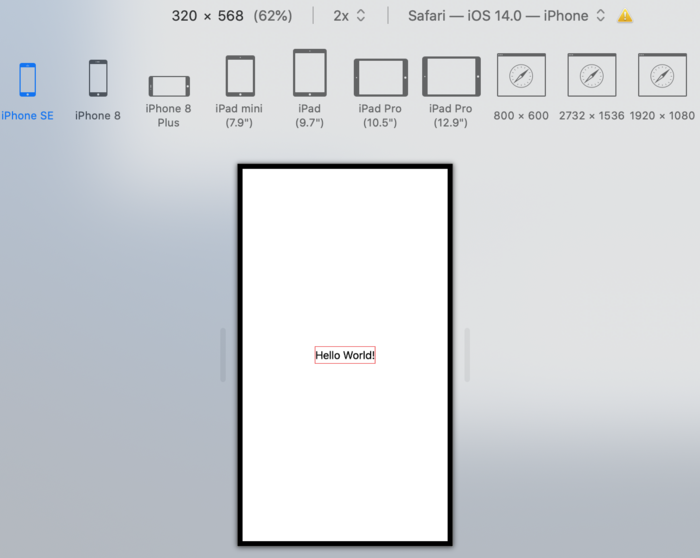 320 × 568 (62%)
2x
Safari — iOS 14.0 — iPhone
iPhone SE
iPhone 8
iPhone 8
Plus
iPad mini
(7.9")
iPad
(9.7")
iPad Pro
(10.5")
iPad Pro
(12.9")
800 × 600
2732 × 1536
1920 × 1080
Hello World!